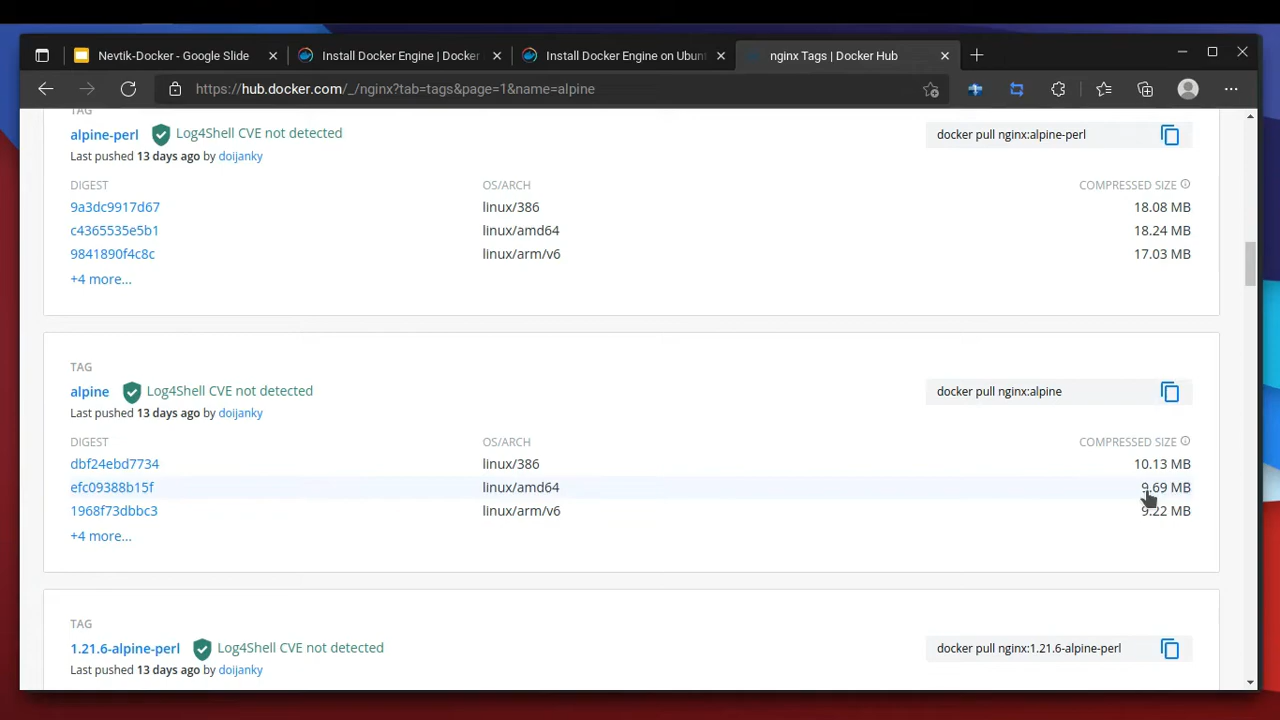 Nevtik-Docker - Google Slide
Install Docker Engine | Docker
Install Docker Engine on Ubun
nginx Tags | Docker Hub
https://hub.docker.com/_/nginx?tab=tags&page=1&name=alpine
TAG
alpine-perl Log4Shell CVE not detected
docker pull nginx:alpine-perl
Last pushed 13 days ago by doijanky
DIGEST OS/ARCH COMPRESSED SIZE
9a3dc9917d67 linux/386 18.08 MB
c4365535e5b1 linux/amd64 18.24 MB
9841890f4c8c linux/arm/v6 17.03 MB
+4 more...
TAG
alpine Log4Shell CVE not detected
docker pull nginx:alpine
Last pushed 13 days ago by doijanky
DIGEST OS/ARCH COMPRESSED SIZE
dbf24ebd7734 linux/386 10.13 MB
efc09388b15f linux/amd64 9.69 MB
1968f73dbbc3 linux/arm/v6 9.22 MB
+4 more...
TAG
1.21.6-alpine-perl Log4Shell CVE not detected
docker pull nginx:1.21.6-alpine-perl
Last pushed 13 days ago by doijanky